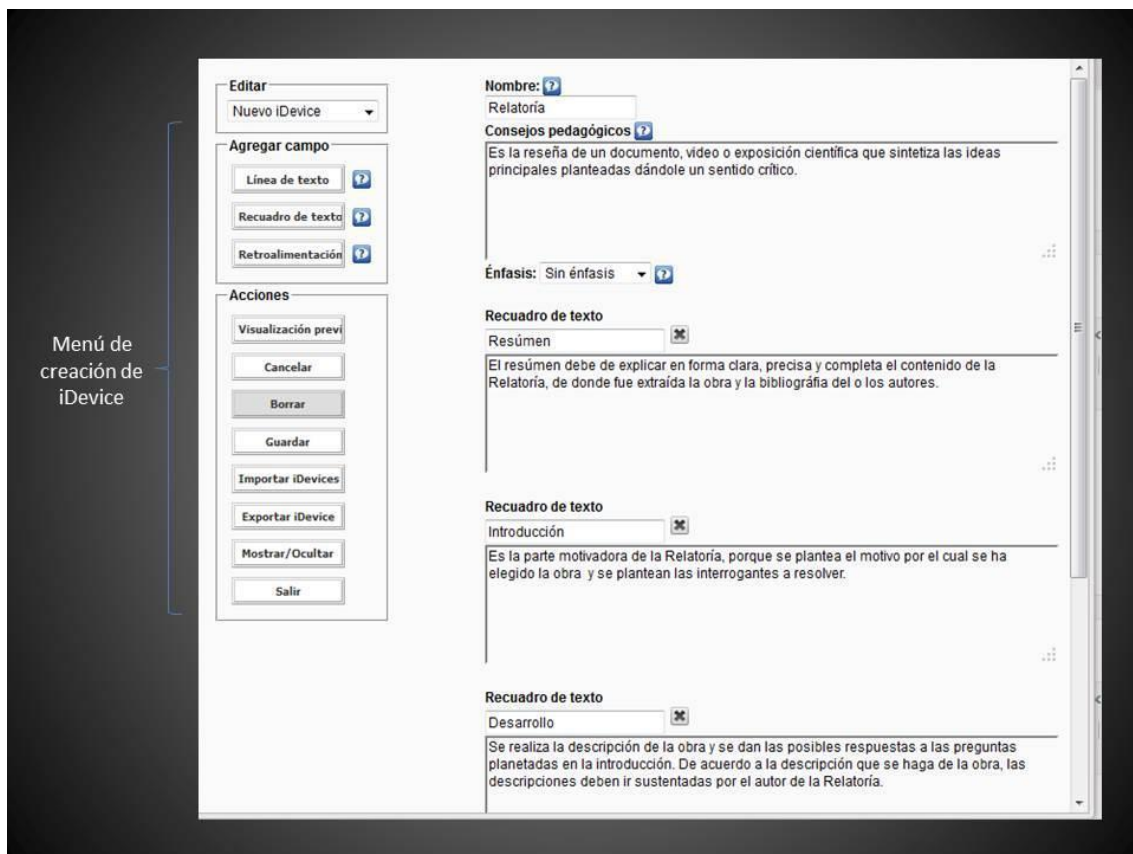 Menú de
creación de
iDevice
Editar
Nuevo iDevice
Agregar campo
Línea de texto
Recuadro de texto
Retroalimentación
Acciones
Visualización previ
Cancelar
Borrar
Guardar
Importar iDevices
Exportar iDevice
Mostrar/Ocultar
Salir
Nombre:
Relatoría
Consejos pedagógicos
Es la reseña de un documento, video o exposición científica que sintetiza las ideas
principales planteadas dándole un sentido crítico.
Énfasis: Sin énfasis
Recuadro de texto
Resúmen
El resúmen debe de explicar en forma clara, precisa y completa el contenido de la
Relatoría, de donde fue extraída la obra y la bibliográfia del o los autores.
Recuadro de texto
Introducción
Es la parte motivadora de la Relatoría, porque se plantea el motivo por el cual se ha
elegido la obra y se plantean las interrogantes a resolver.
Recuadro de texto
Desarrollo
Se realiza la descripción de la obra y se dan las posibles respuestas a las preguntas
planetadas en la introducción. De acuerdo a la descripción que se haga de la obra, las
descripciones deben ir sustentadas por el autor de la Relatoría.